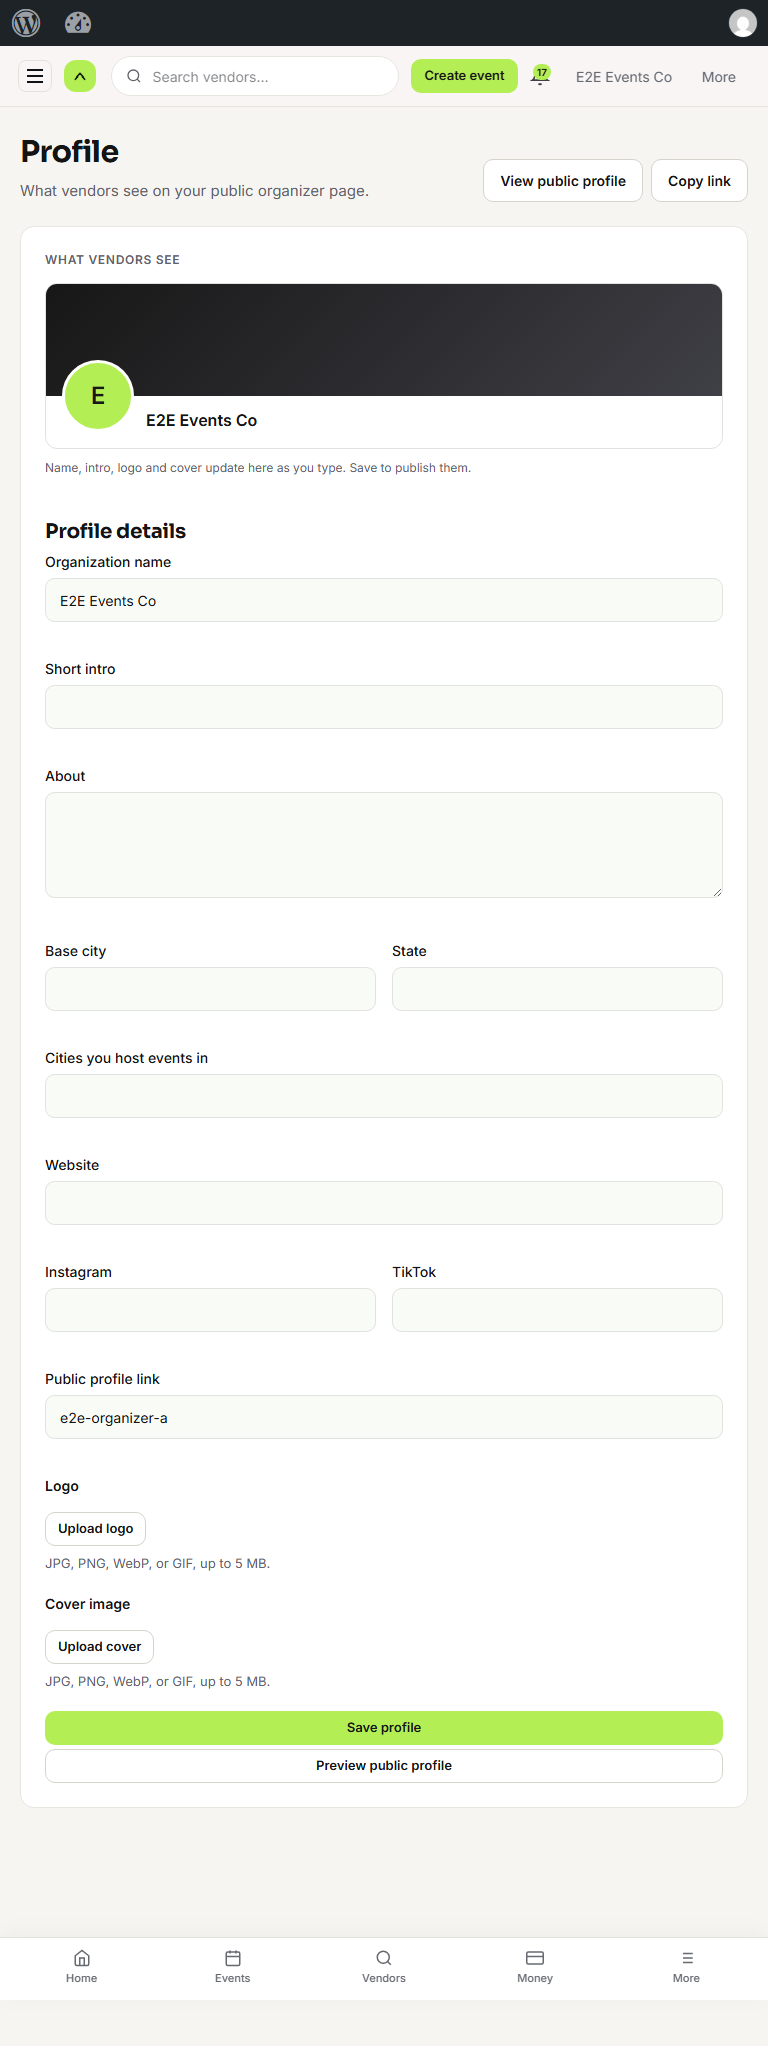 Search vendors...
Create event
17
E2E Events Co
More
Profile
What vendors see on your public organizer page.
View public profile
Copy link
WHAT VENDORS SEE
E
E2E Events Co
Name, intro, logo and cover update here as you type. Save to publish them.
Profile details
Organization name
E2E Events Co
Short intro
About
Base city
State
Cities you host events in
Website
Instagram
TikTok
Public profile link
e2e-organizer-a
Logo
Upload logo
JPG, PNG, WebP, or GIF, up to 5 MB.
Cover image
Upload cover
JPG, PNG, WebP, or GIF, up to 5 MB.
Save profile
Preview public profile
Home
Events
Vendors
Money
More